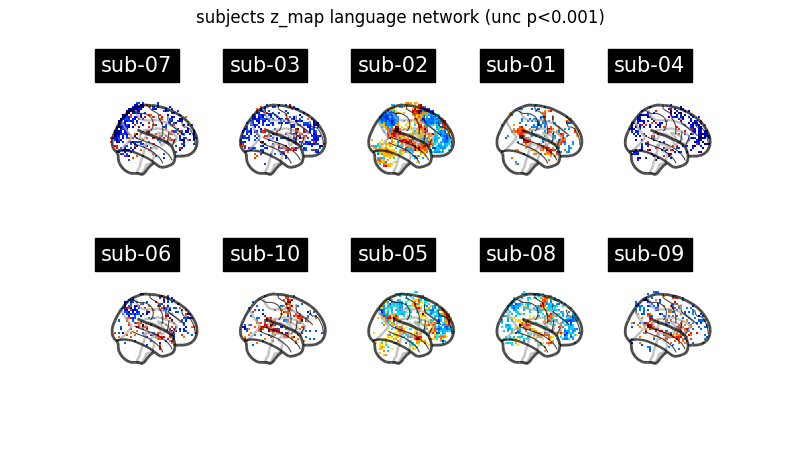 subjects z_map language network (unc p<0.001)
sub-07 sub-03 sub-02 sub-01 sub-04
sub-06 sub-10 sub-05 sub-08 sub-09